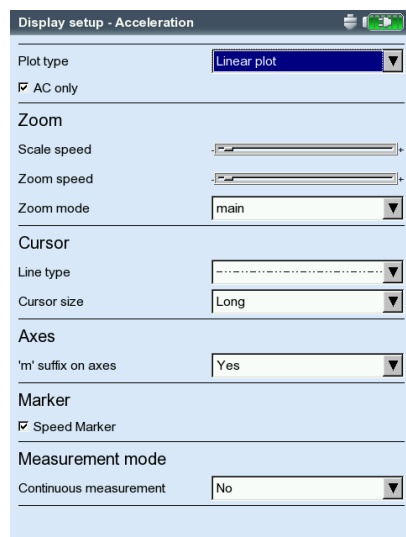 Display setup - Acceleration
Plot type Linear plot
AC only
Zoom
Scale speed - +
Zoom speed - +
Zoom mode main
Cursor
Line type
Cursor size Long
Axes
'm' suffix on axes Yes
Marker
Speed Marker
Measurement mode
Continuous measurement No